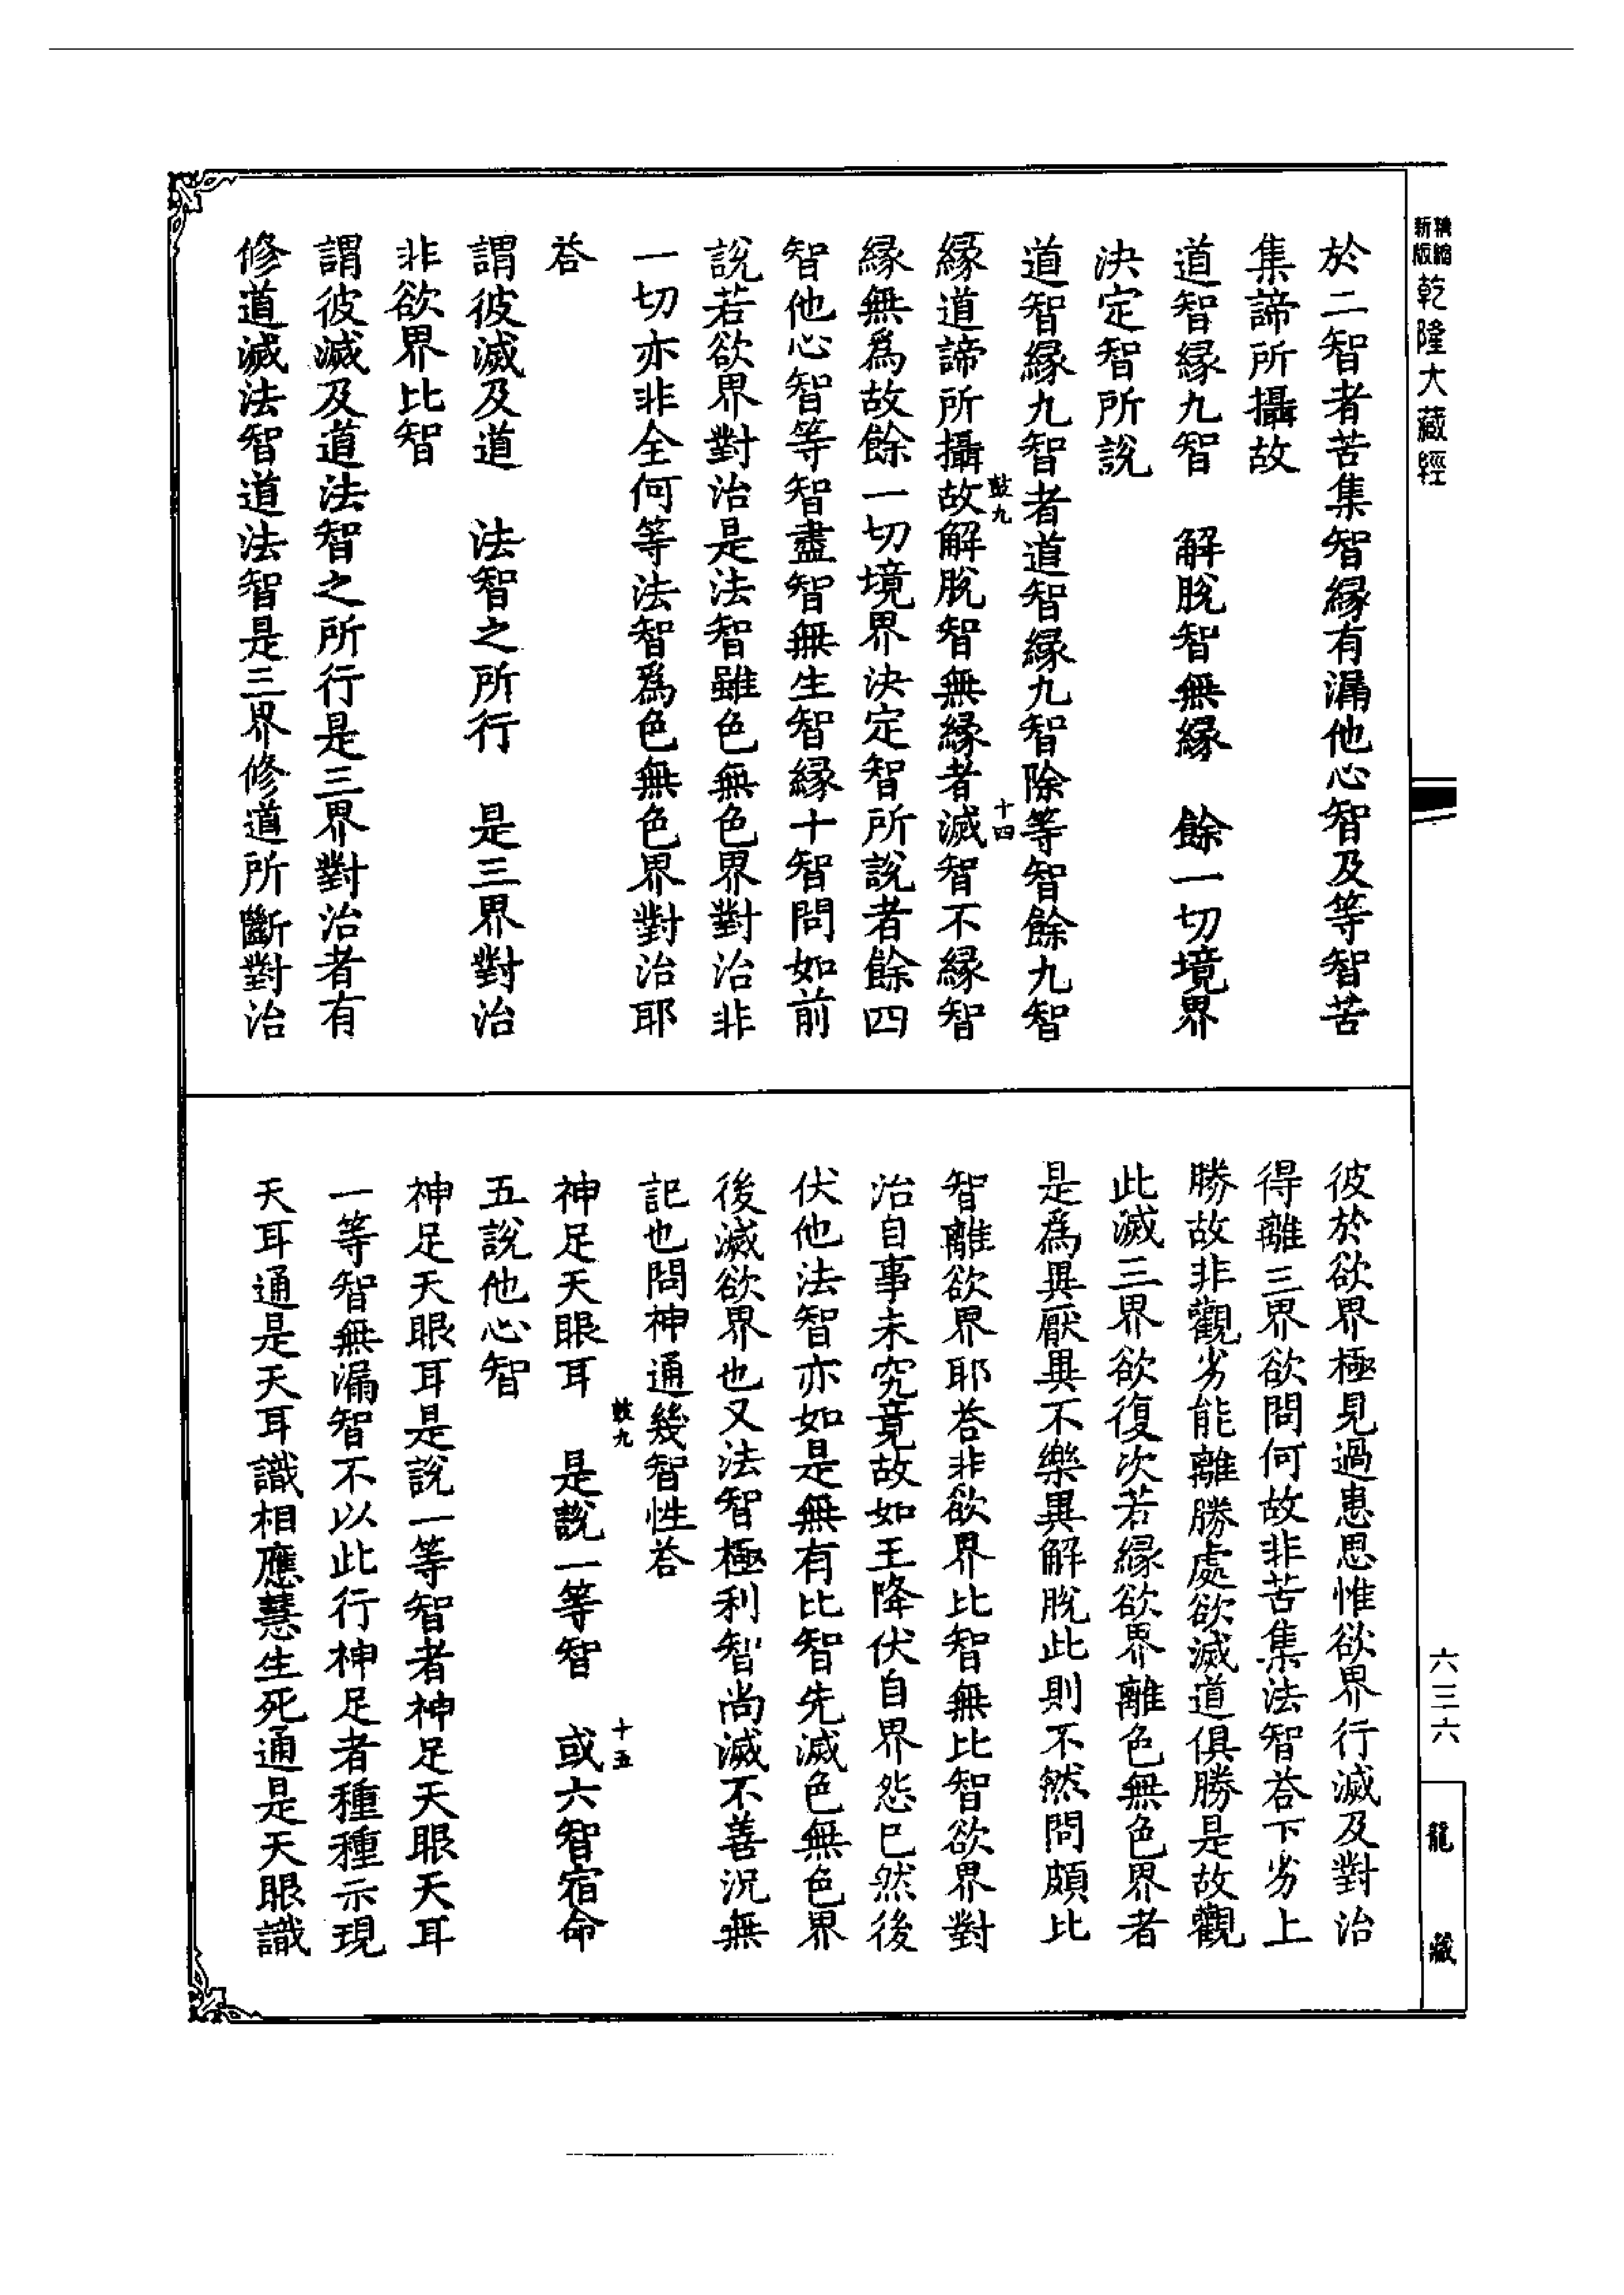 精縮新版乾隆大藏經
於二智者苦集智緣有漏他心智及等智苦
集諦所攝故
道智緣九智　解脫智無緣　餘一切境界
決定智所說
道智緣九智者道智緣九智除等智餘九智
緣道諦所攝故解脫智無緣者滅智不緣智
鼓九　十四
緣無爲故餘一切境界決定智所說者餘四
智他心智等智盡智無生智緣十智問如前
說若欲界對治是法智雖色無色界對治非
一切亦非全何等法智爲色無色界對治耶
荅
謂彼滅及道　法智之所行　是三界對治
非欲界比智
謂彼滅及道法智之所行是三界對治者有
修道滅法智道法智是三界修道所斷對治
彼於欲界極見過患思惟欲界行滅及對治
得離三界欲問何故非苦集法智荅下劣上
勝故非觀劣能離勝處欲滅道俱勝是故觀
此滅三界欲復次若緣欲界離色無色界者
是爲異厭異不樂異解脫此則不然問頗比
智離欲界耶荅非欲界比智無比智欲界對
治自事未究竟故如王降伏自界怨已然後
伏他法智亦如是無有比智先滅色無色界
後滅欲界也又法智極利智尚滅不善況無
記也問神通幾智性荅
鼓九　十五
神足天眼耳　是說一等智　或六智宿命
五說他心智
神足天眼耳是說一等智者神足天眼天耳
一等智無漏智不以此行神足者種種示現
天耳通是天耳識相應慧生死通是天眼識
六三六
龍藏